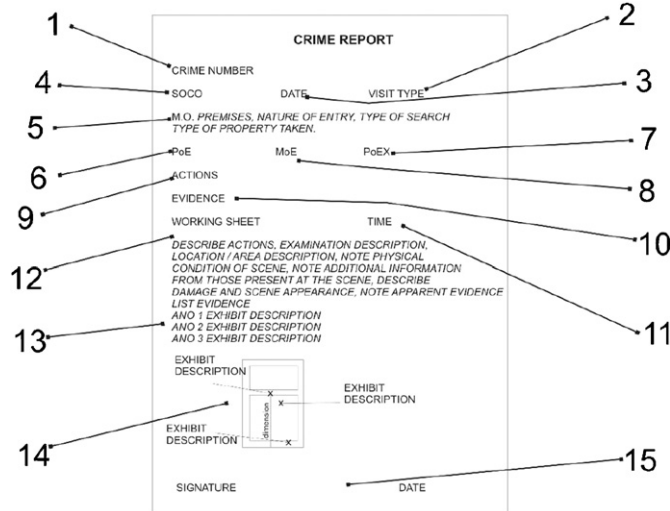 1
2
CRIME REPORT
CRIME NUMBER
4
SOCO DATE VISIT TYPE
3
5
M.O. PREMISES, NATURE OF ENTRY, TYPE OF SEARCH
TYPE OF PROPERTY TAKEN.
7
PoE MoE PoEX
6
8
ACTIONS
9
EVIDENCE
10
WORKING SHEET TIME
12
DESCRIBE ACTIONS, EXAMINATION DESCRIPTION,
LOCATION / AREA DESCRIPTION, NOTE PHYSICAL
CONDITION OF SCENE, NOTE ADDITIONAL INFORMATION
FROM THOSE PRESENT AT THE SCENE, DESCRIBE
DAMAGE AND SCENE APPEARANCE, NOTE APPARENT EVIDENCE
LIST EVIDENCE
ANO 1 EXHIBIT DESCRIPTION
ANO 2 EXHIBIT DESCRIPTION
ANO 3 EXHIBIT DESCRIPTION
11
13
EXHIBIT
DESCRIPTION
x
x
EXHIBIT
DESCRIPTION
dimension
EXHIBIT
DESCRIPTION
x
14
15
SIGNATURE DATE